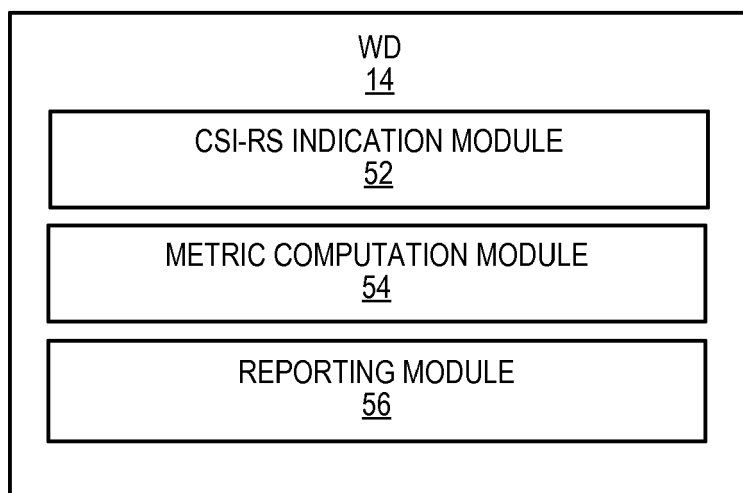 WD
14
CSI-RS INDICATION MODULE
52
METRIC COMPUTATION MODULE
54
REPORTING MODULE
56